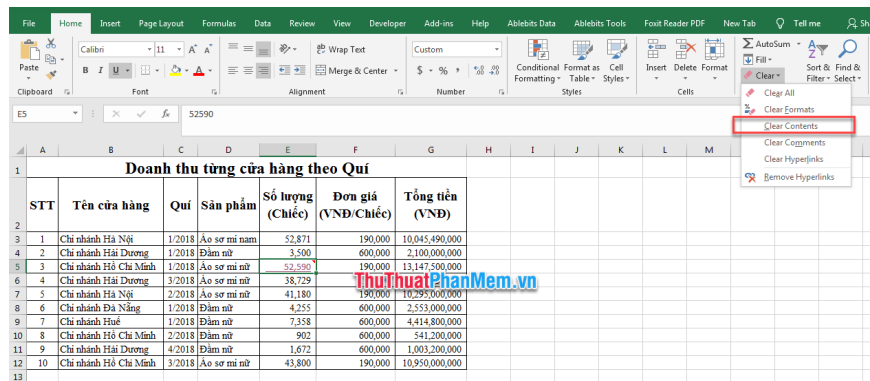 File Home Insert Page Layout Formulas Data Review View Developer Add-ins Help Ablebits Data Ablebits Tools Foxit Reader PDF New Tab Tell me Sh
Paste
Clipboard
Calibri 11 A A
B I U A
Font
Wrap Text
Merge & Center
Alignment
Custom
$ % ,
Number
Conditional Formatting Format as Table Cell Styles
Styles
Insert Delete Format
Cells
AutoSum
Fill
Clear
Sort & Filter Find & Select
Clear All
Clear Formats
Clear Contents
Clear Comments
Clear Hyperlinks
Remove Hyperlinks
E5 fx 52590
A B C D E F G H I J K L M
1 Doanh thu từng cửa hàng theo Quí
2 STT Tên cửa hàng Quí Sản phẩm Số lượng (Chiếc) Đơn giá (VNĐ/Chiếc) Tổng tiền (VNĐ)
3 1 Chi nhánh Hà Nội 1/2018 Áo sơ mi nam 52,871 190,000 10,045,490,000
4 2 Chi nhánh Hải Dương 1/2018 Đầm nữ 3,500 600,000 2,100,000,000
5 3 Chi nhánh Hồ Chí Minh 1/2018 Áo sơ mi nữ 52,590 190,000 13,147,500,000
6 4 Chi nhánh Hải Dương 3/2018 Áo sơ mi nữ 38,729
ThuThuatPhanMem.vn
7 5 Chi nhánh Hà Nội 2/2018 Áo sơ mi nữ 41,180 190,000 10,295,000,000
8 6 Chi nhánh Đà Nẵng 1/2018 Đầm nữ 4,255 600,000 2,553,000,000
9 7 Chi nhánh Huế 1/2018 Đầm nữ 7,358 600,000 4,414,800,000
10 8 Chi nhánh Hồ Chí Minh 2/2018 Đầm nữ 902 600,000 541,200,000
11 9 Chi nhánh Hải Dương 4/2018 Đầm nữ 1,672 600,000 1,003,200,000
12 10 Chi nhánh Hồ Chí Minh 3/2018 Áo sơ mi nữ 43,800 190,000 10,950,000,000
13